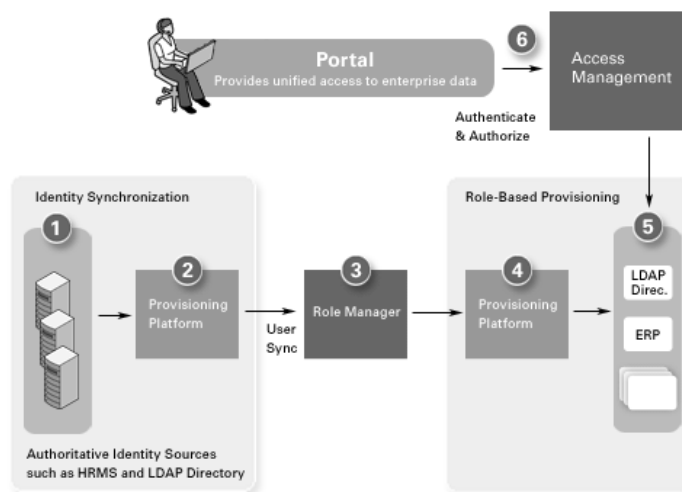 Portal
Provides unified access to enterprise data
6
Access
Management
Authenticate
& Authorize
Identity Synchronization
1
2
Provisioning
Platform
User
Sync
3
Role Manager
Role-Based Provisioning
4
Provisioning
Platform
5
LDAP
Direc.
ERP
Authoritative Identity Sources
such as HRMS and LDAP Directory